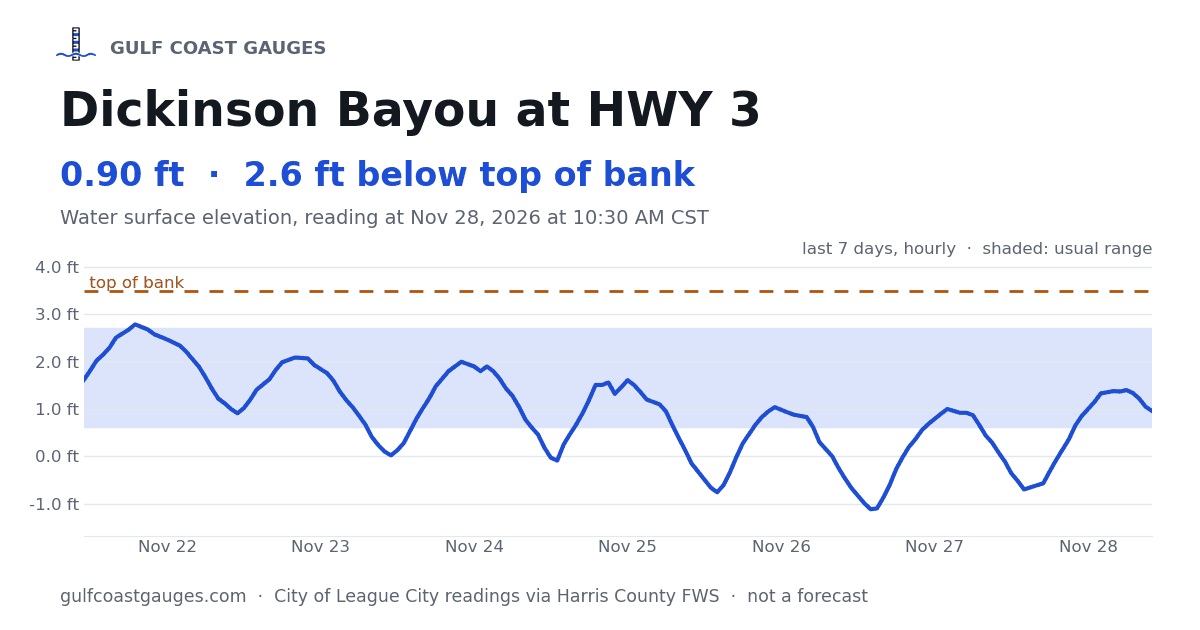 GULF COAST GAUGES
Dickinson Bayou at HWY 3
0.90 ft · 2.6 ft below top of bank
Water surface elevation, reading at Nov 28, 2026 at 10:30 AM CST
last 7 days, hourly · shaded: usual range
4.0 ft
top of bank
3.0 ft
2.0 ft
1.0 ft
0.0 ft
-1.0 ft
Nov 22 Nov 23 Nov 24 Nov 25 Nov 26 Nov 27 Nov 28
gulfcoastgauges.com · City of League City readings via Harris County FWS · not a forecast